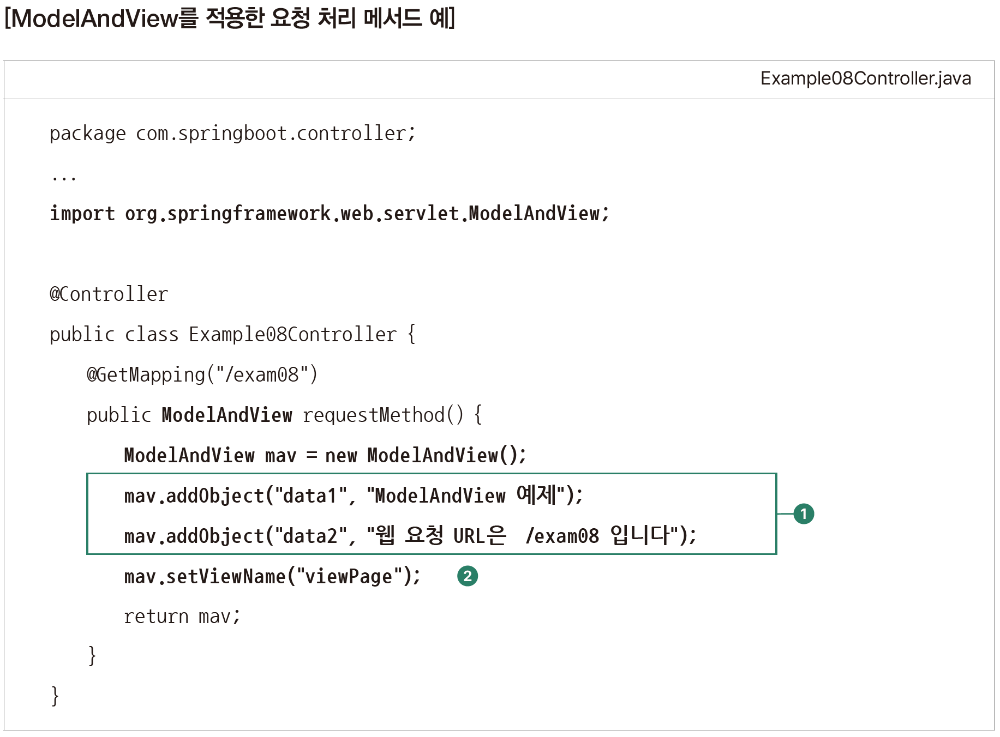 [ModelAndView를 적용한 요청 처리 메서드 예]
Example08Controller.java
package com.springboot.controller;
...
import org.springframework.web.servlet.ModelAndView;
@Controller
public class Example08Controller {
@GetMapping("/exam08")
public ModelAndView requestMethod() {
ModelAndView mav = new ModelAndView();
mav.addObject("data1", "ModelAndView 예제");
mav.addObject("data2", "웹 요청 URL은  /exam08 입니다");
1
mav.setViewName("viewPage"); 2
return mav;
}
}